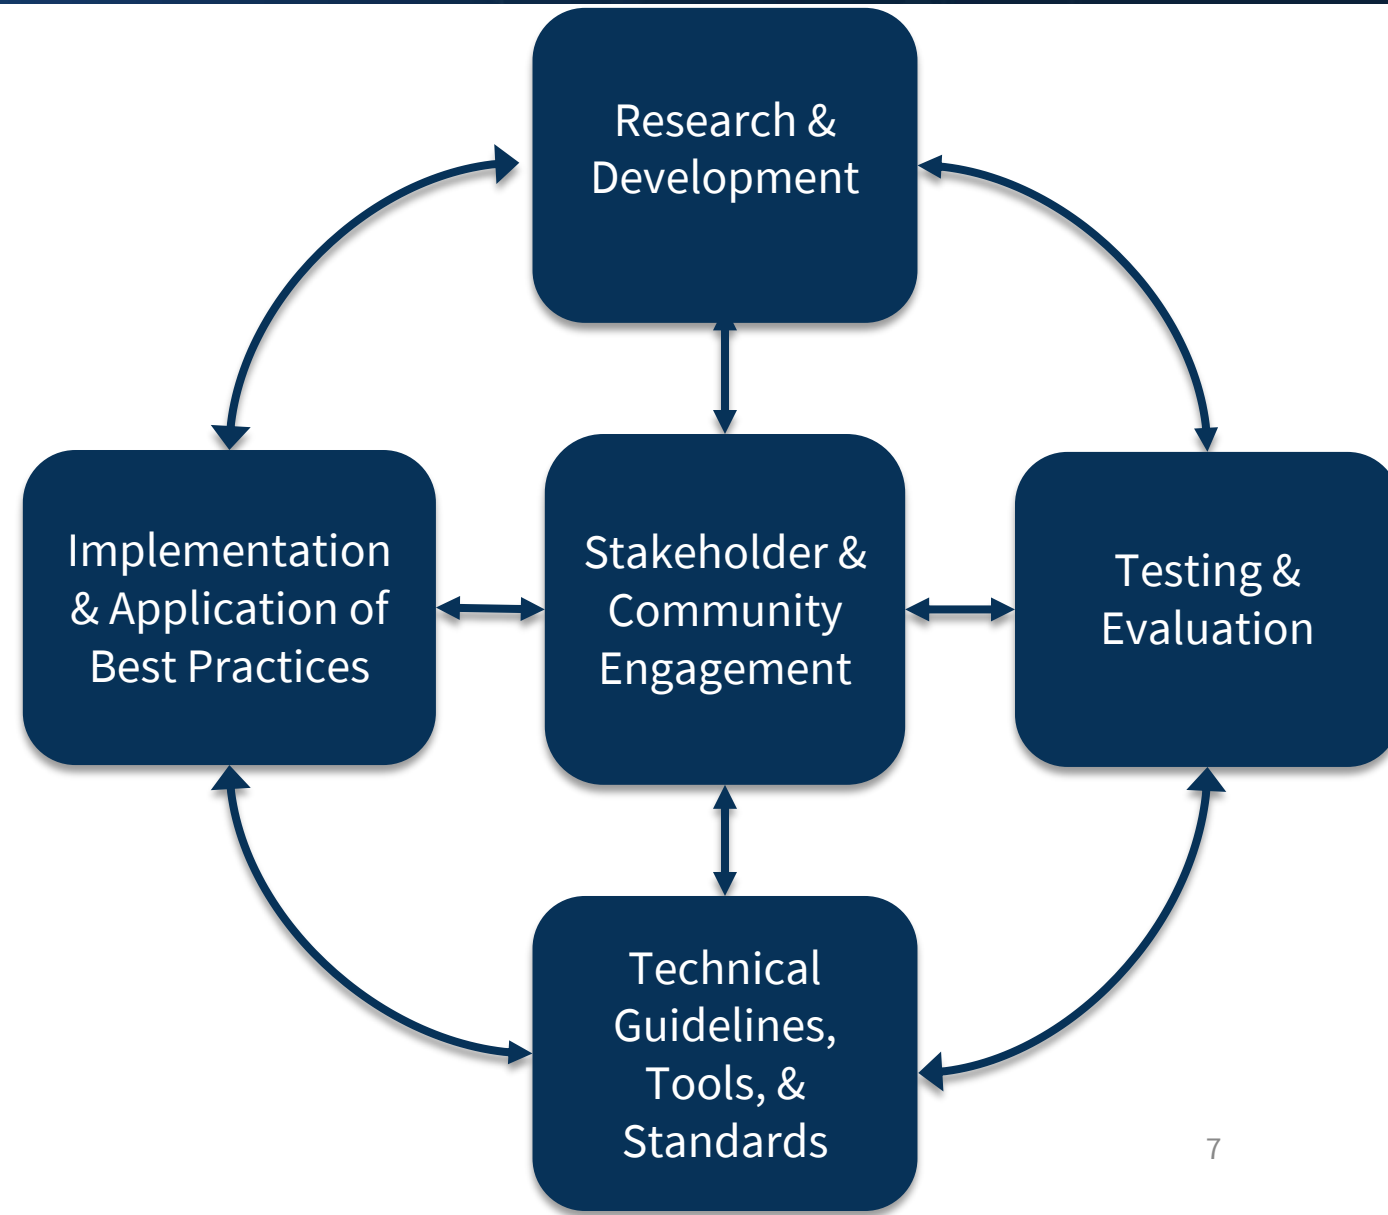 Research &
Development
Implementation
& Application of
Best Practices
Stakeholder &
Community
Engagement
Testing &
Evaluation
Technical
Guidelines,
Tools, &
Standards
7